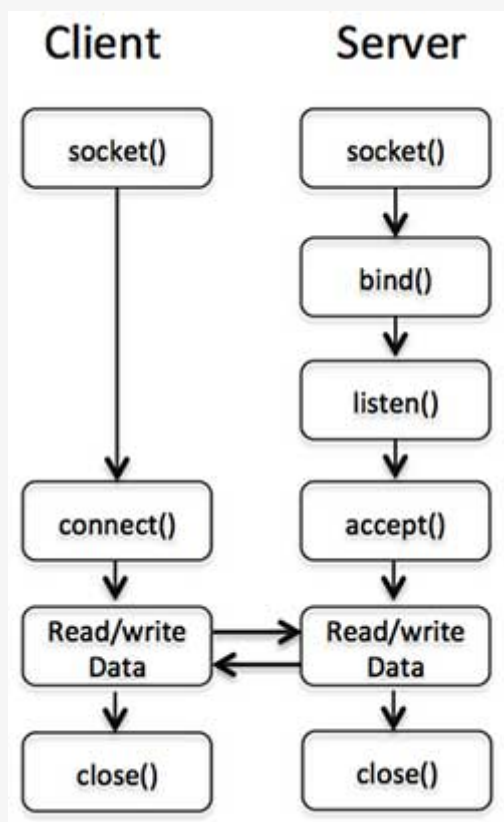 Client
Server
socket()
socket()
bind()
listen()
connect()
accept()
Read/write
Data
Read/write
Data
close()
close()